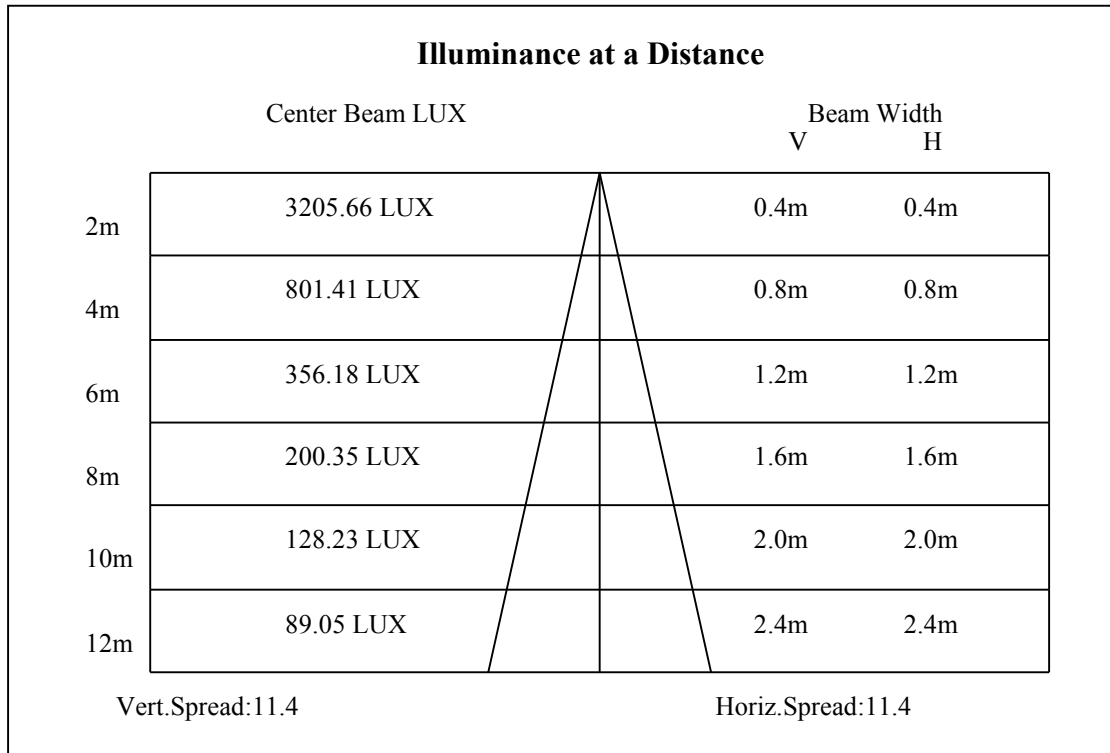 Illuminance at a Distance
Center Beam LUX Beam Width
V H
2m 3205.66 LUX 0.4m 0.4m
4m 801.41 LUX 0.8m 0.8m
6m 356.18 LUX 1.2m 1.2m
8m 200.35 LUX 1.6m 1.6m
10m 128.23 LUX 2.0m 2.0m
12m 89.05 LUX 2.4m 2.4m
Vert.Spread:11.4 Horiz.Spread:11.4